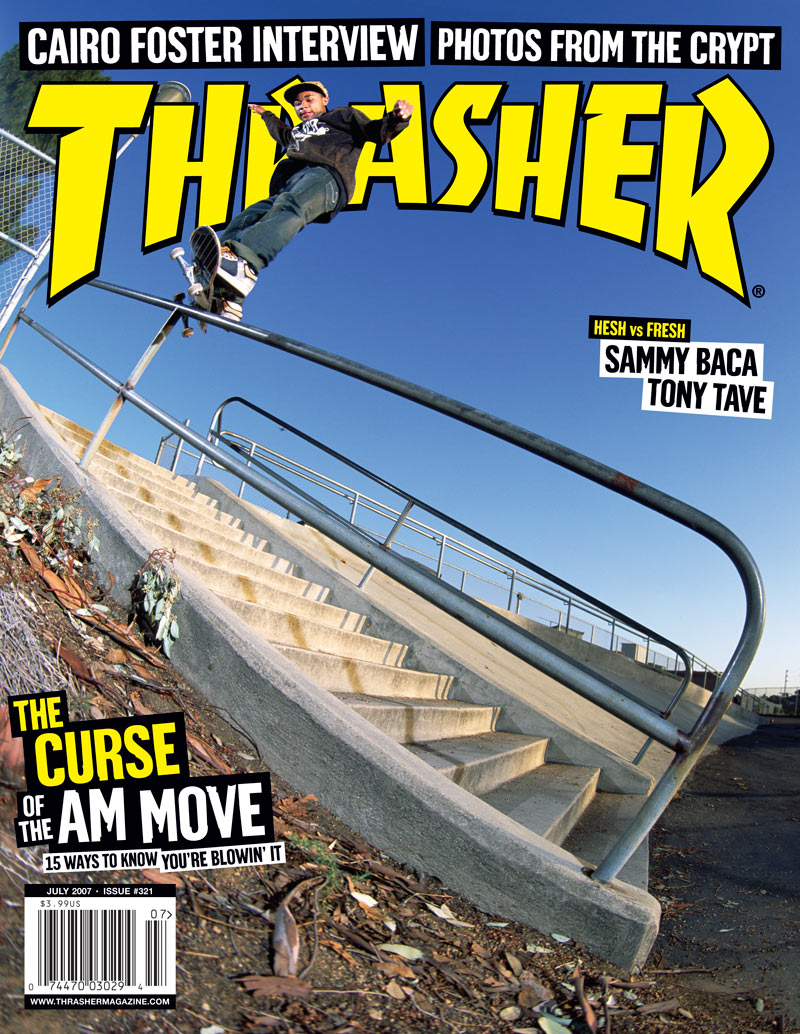 CAIRO FOSTER INTERVIEW PHOTOS FROM THE CRYPT
THRASHER
®
HESH vs FRESH
SAMMY BACA
TONY TAVE
THE
CURSE
OF
THE AM MOVE
15 WAYS TO KNOW YOU'RE BLOWIN' IT
JULY 2007 · ISSUE #321
$3.99US
07>
0 74470 03029 4
WWW.THRASHERMAGAZINE.COM